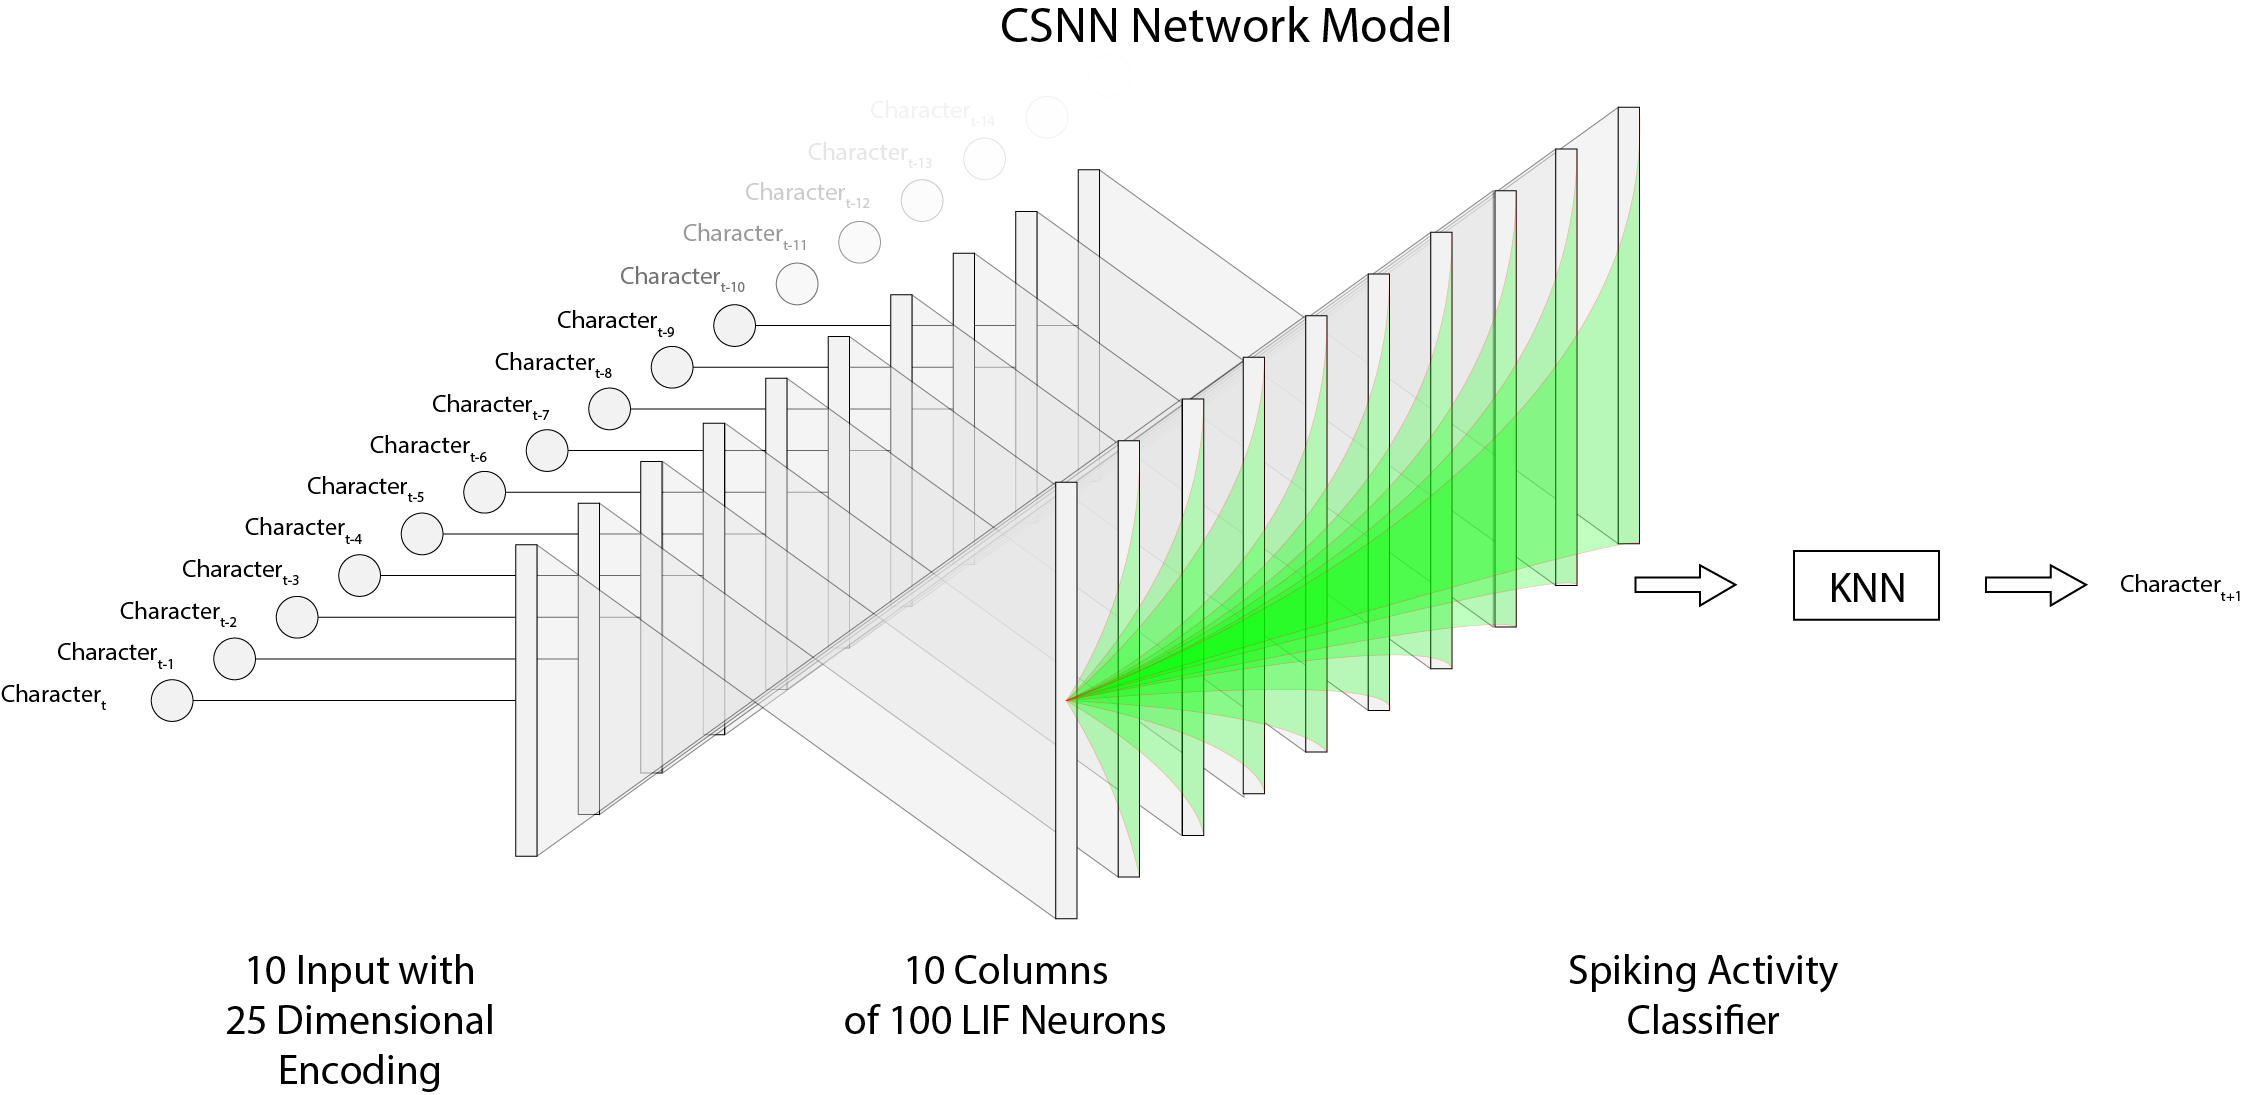 CSNN Network Model
Character t-14
Character t-13
Character t-12
Character t-11
Character t-10
Character t-9
Character t-8
Character t-7
Character t-6
Character t-5
Character t-4
Character t-3
Character t-2
Character t-1
Character t
KNN
Character t+1
10 Input with
25 Dimensional
Encoding
10 Columns
of 100 LIF Neurons
Spiking Activity
Classifier